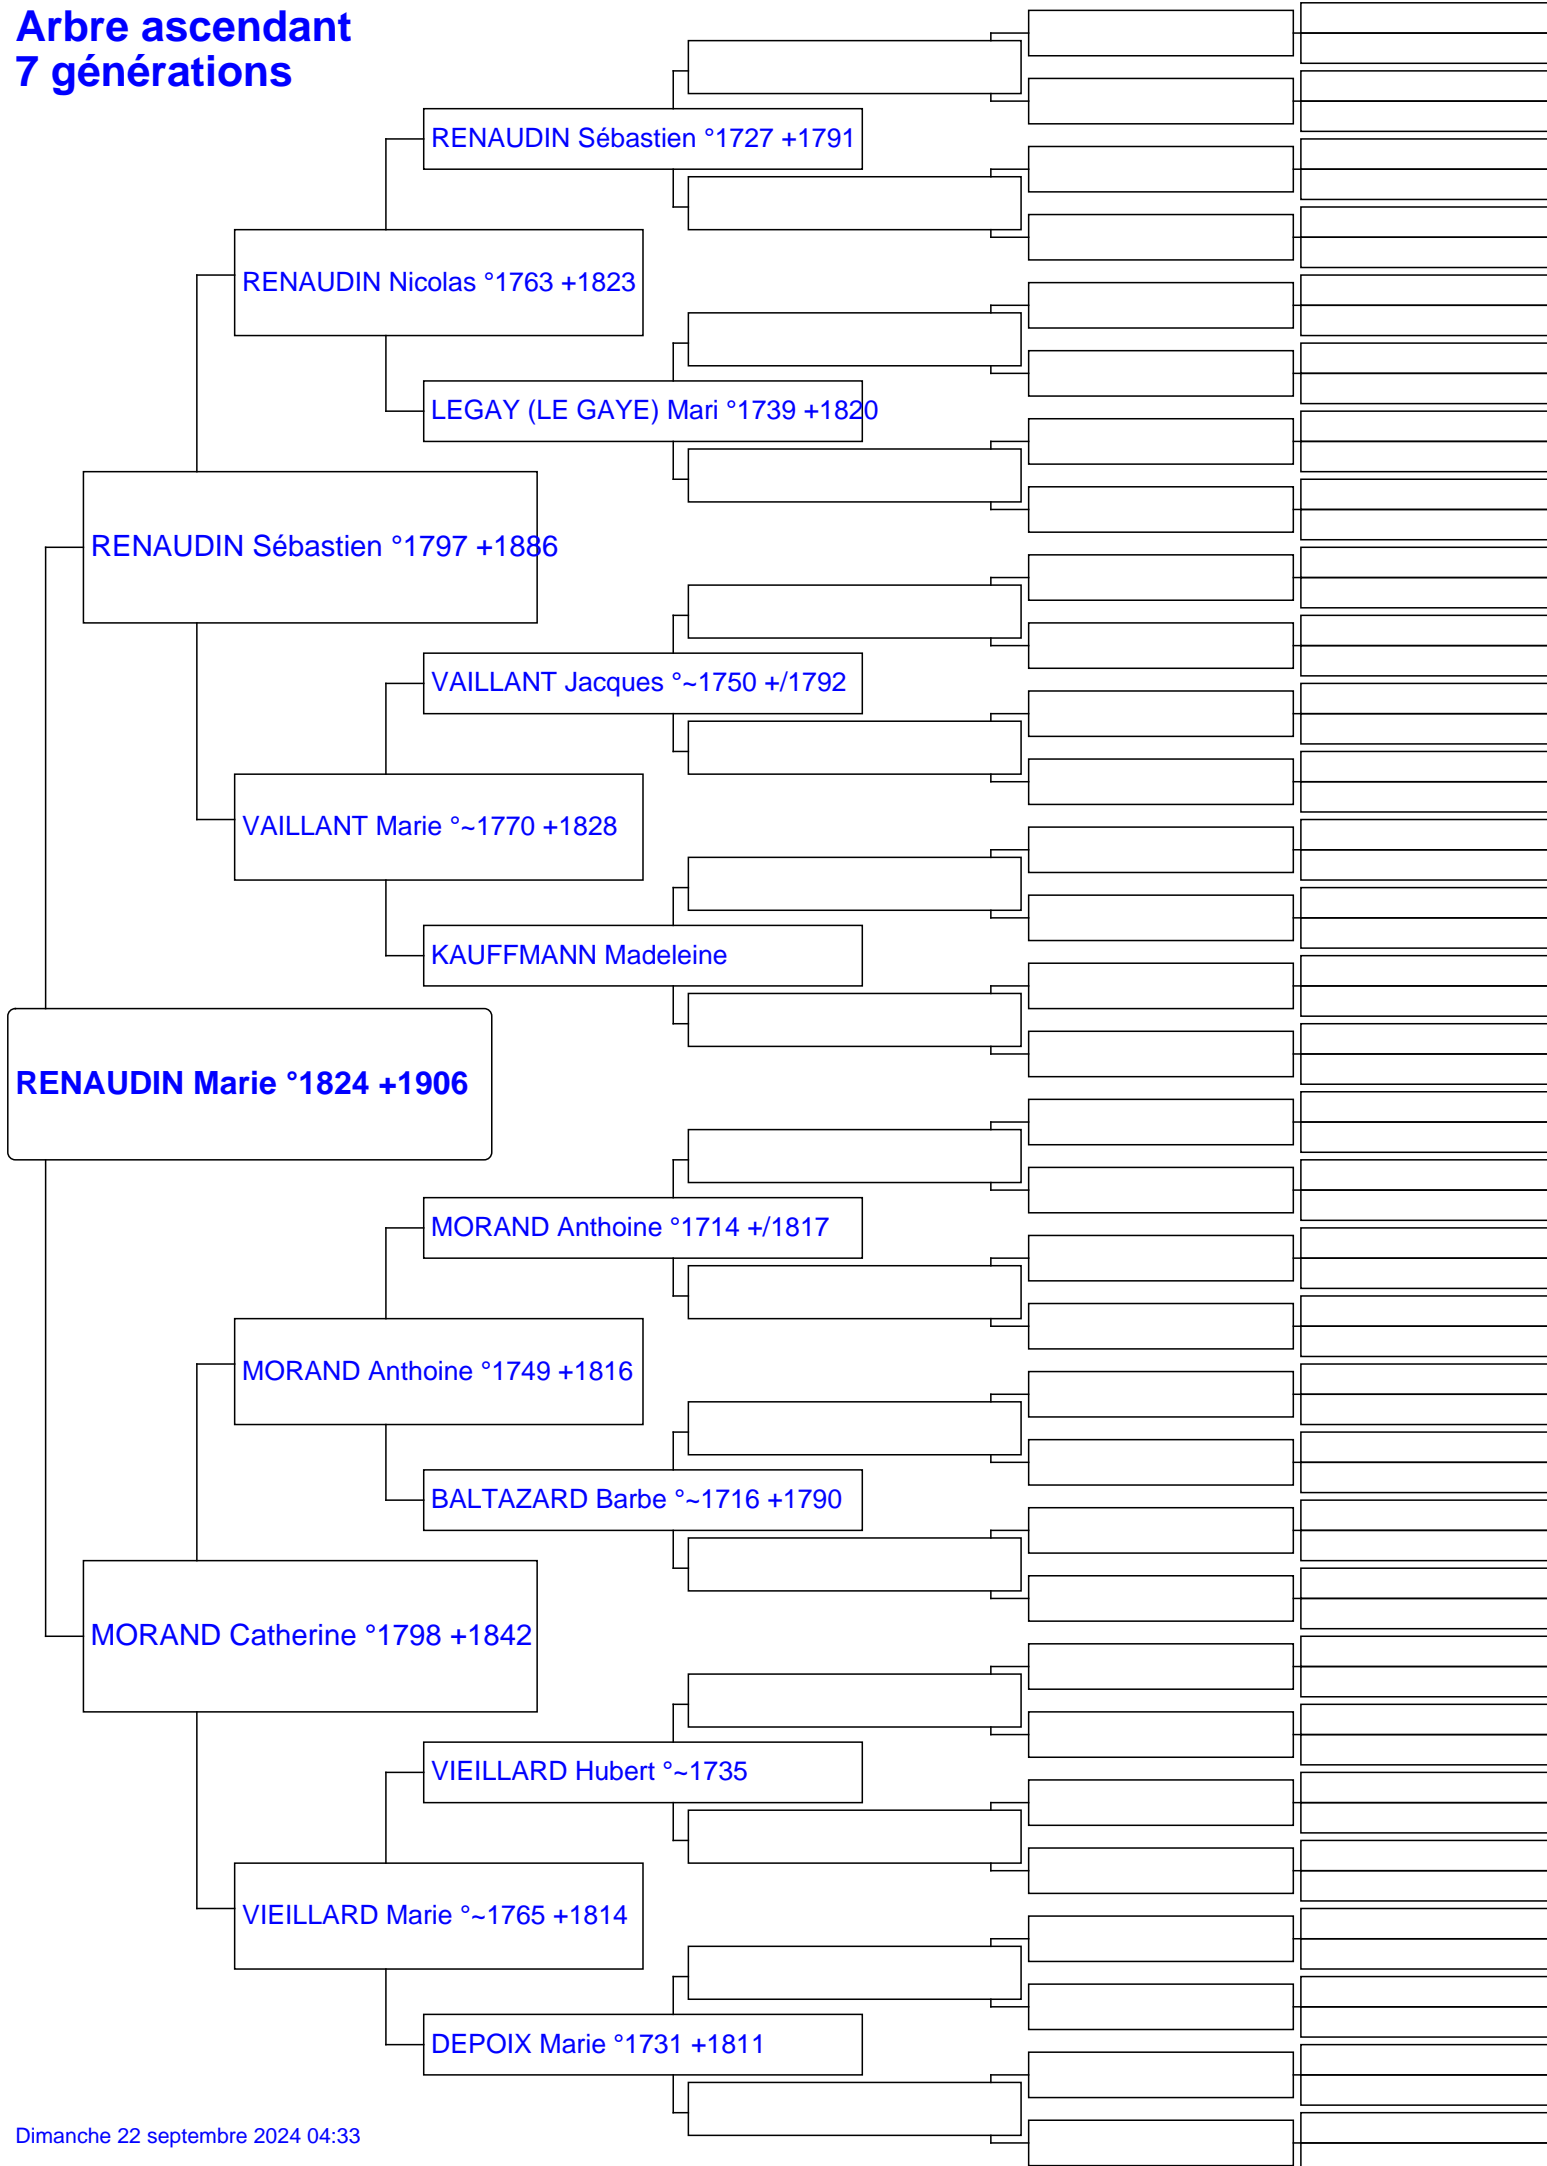 Arbre ascendant
7 générations
RENAUDIN Sébastien °1727 +1791
RENAUDIN Nicolas °1763 +1823
LEGAY (LE GAYE) Mari °1739 +1820
RENAUDIN Sébastien °1797 +1886
VAILLANT Jacques °~1750 +/1792
VAILLANT Marie °~1770 +1828
KAUFFMANN Madeleine
RENAUDIN Marie °1824 +1906
MORAND Anthoine °1714 +/1817
MORAND Anthoine °1749 +1816
BALTAZARD Barbe °~1716 +1790
MORAND Catherine °1798 +1842
VIEILLARD Hubert °~1735
VIEILLARD Marie °~1765 +1814
DEPOIX Marie °1731 +1811
Dimanche 22 septembre 2024 04:33